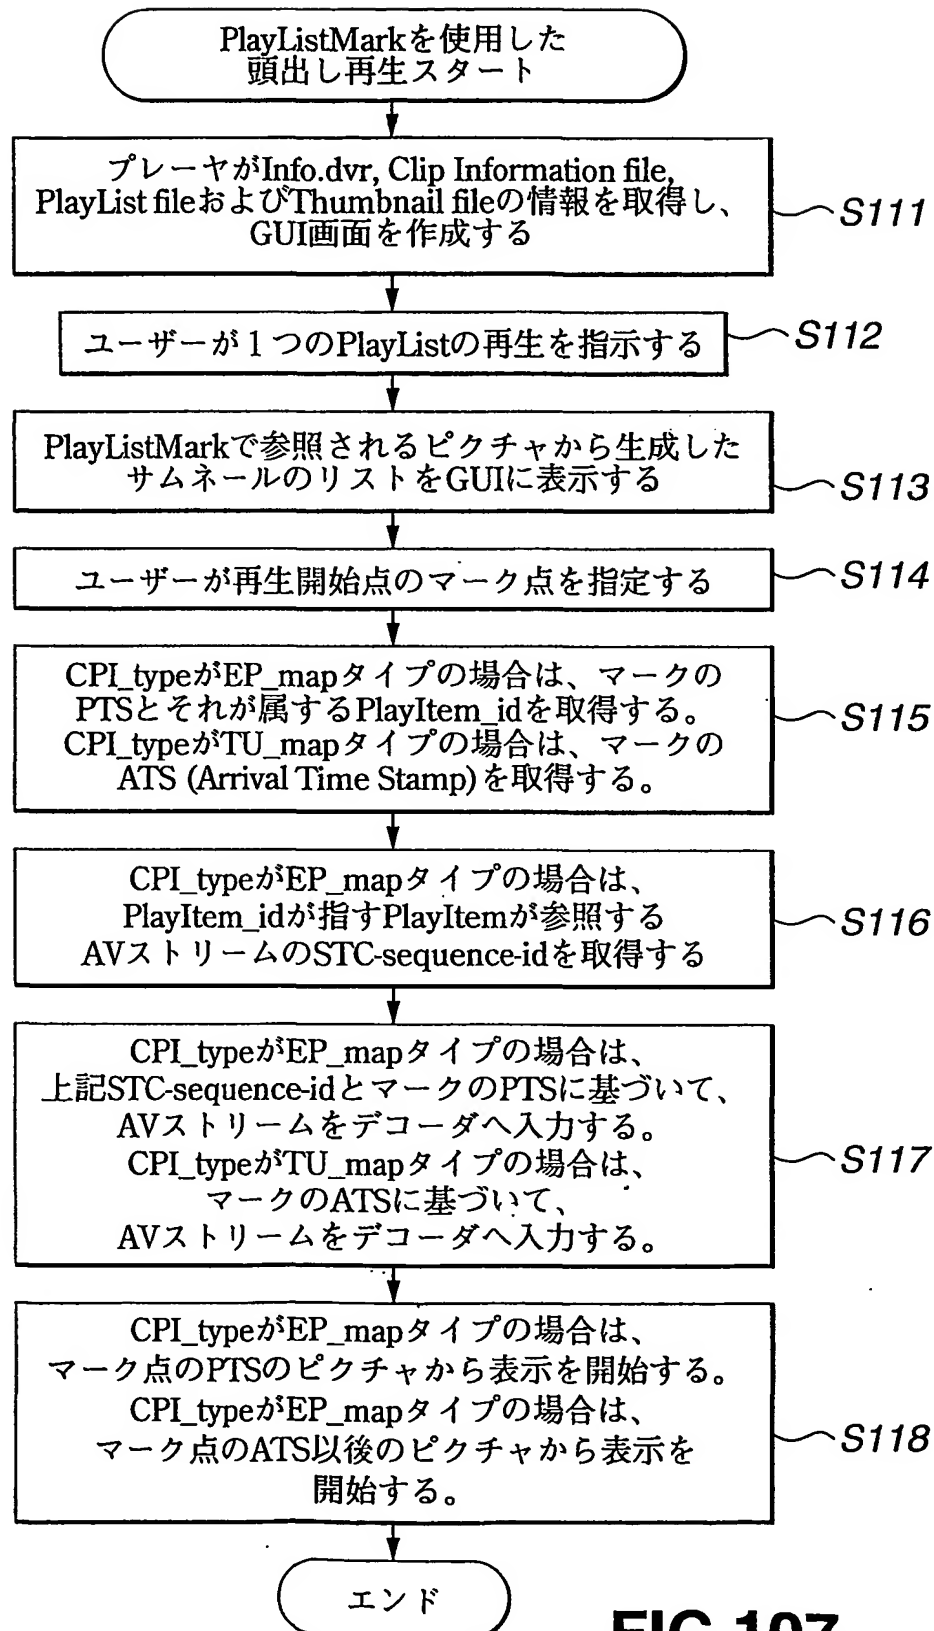 PlayListMarkを使用した
頭出し再生スタート
プレーヤがInfo.dvr, Clip Information file,
PlayList fileおよびThumbnail fileの情報を取得し、
GUI画面を作成する
S111
ユーザーが１つのPlayListの再生を指示する
S112
PlayListMarkで参照されるピクチャから生成した
サムネールのリストをGUIに表示する
S113
ユーザーが再生開始点のマーク点を指定する
S114
CPI_typeがEP_mapタイプの場合は、マークの
PTSとそれが属するPlayItem_idを取得する。
CPI_typeがTU_mapタイプの場合は、マークの
ATS (Arrival Time Stamp)を取得する。
S115
CPI_typeがEP_mapタイプの場合は、
PlayItem_idが指すPlayItemが参照する
AVストリームのSTC-sequence-idを取得する
S116
CPI_typeがEP_mapタイプの場合は、
上記STC-sequence-idとマークのPTSに基づいて、
AVストリームをデコーダへ入力する。
CPI_typeがTU_mapタイプの場合は、
マークのATSに基づいて、
AVストリームをデコーダへ入力する。
S117
CPI_typeがEP_mapタイプの場合は、
マーク点のPTSのピクチャから表示を開始する。
CPI_typeがEP_mapタイプの場合は、
マーク点のATS以後のピクチャから表示を
開始する。
S118
エンド
FIG.107